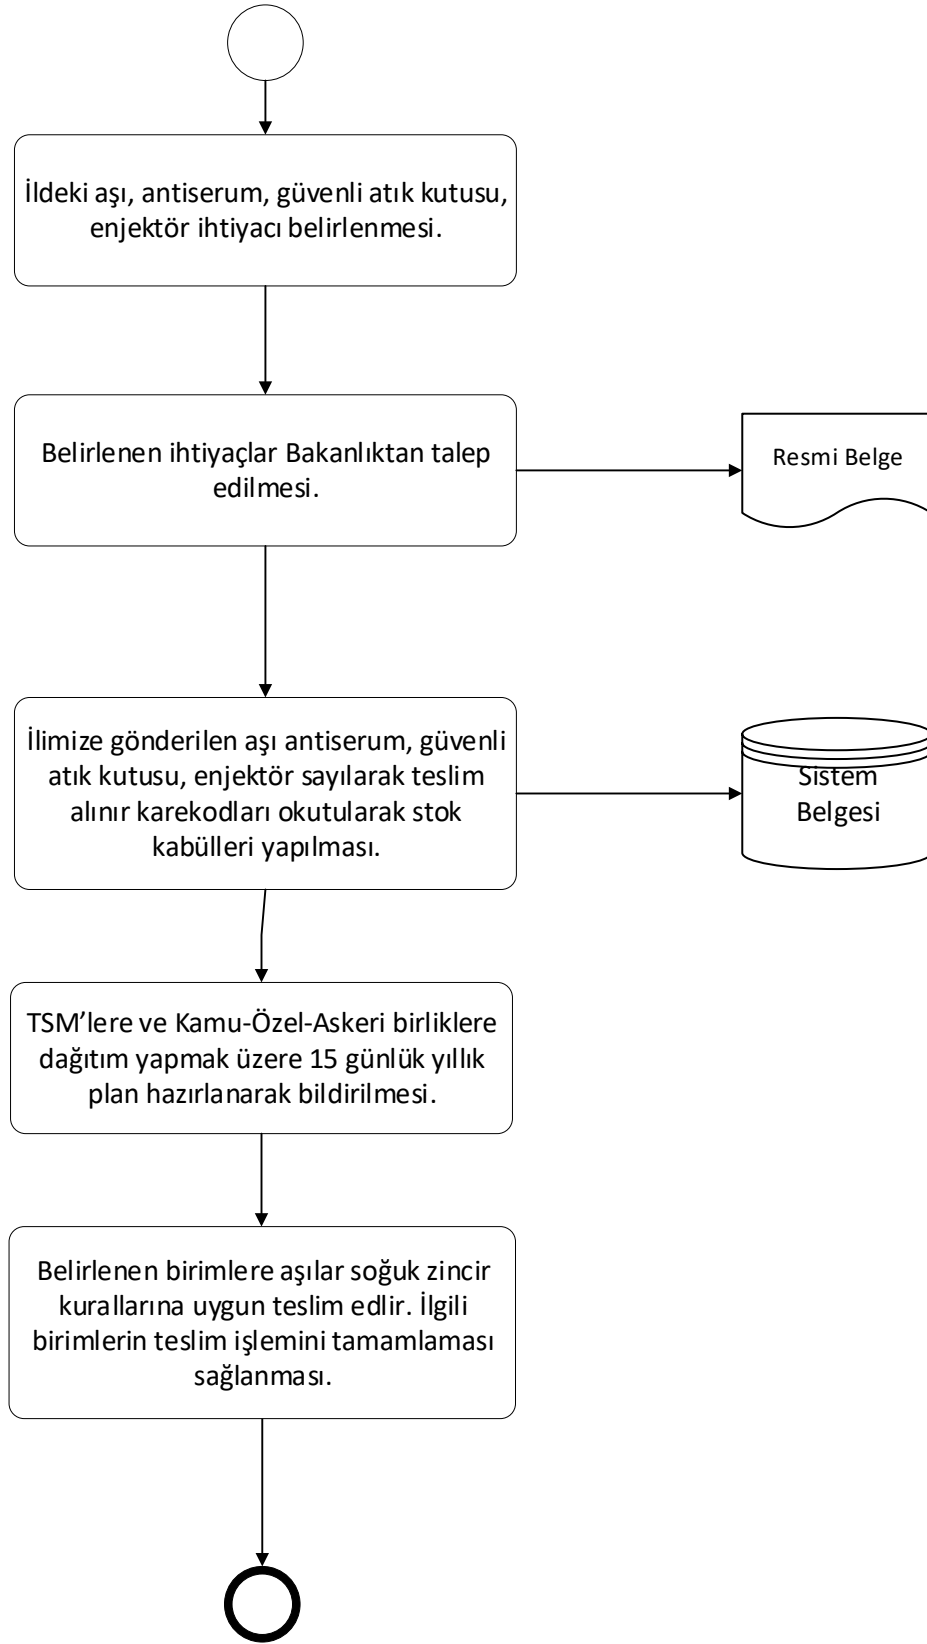 İldeki aşı, antiserum, güvenli atık kutusu,
enjektör ihtiyacı belirlenmesi.
Belirlenen ihtiyaçlar Bakanlıktan talep
edilmesi.
Resmi Belge
İlimize gönderilen aşı antiserum, güvenli
atık kutusu, enjektör sayılarak teslim
alınır karekodları okutularak stok
kabülleri yapılması.
Sistem
Belgesi
TSM’lere ve Kamu-Özel-Askeri birliklere
dağıtım yapmak üzere 15 günlük yıllık
plan hazırlanarak bildirilmesi.
Belirlenen birimlere aşılar soğuk zincir
kurallarına uygun teslim edlir. İlgili
birimlerin teslim işlemini tamamlaması
sağlanması.